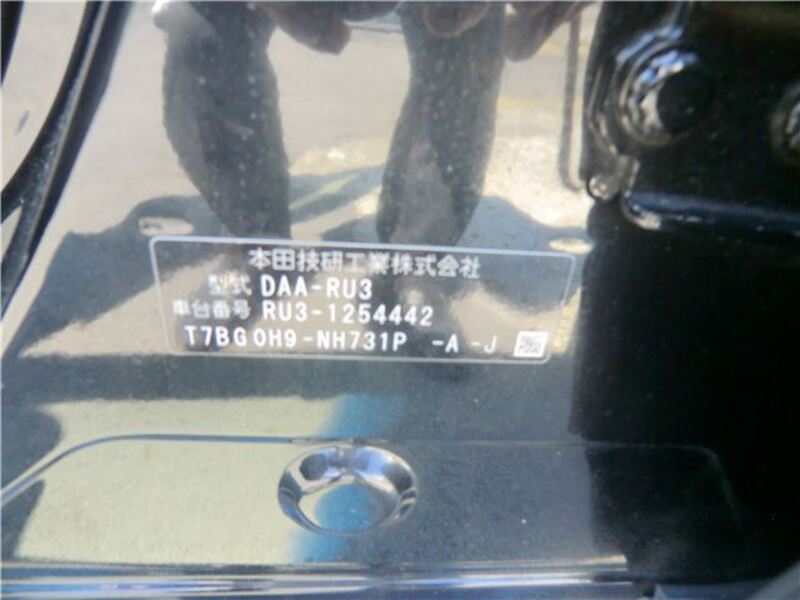 本田技研工業株式会社
型式 DAA-RU3
車台番号 RU3-1254442
T7BG0H9-NH731P -A -J